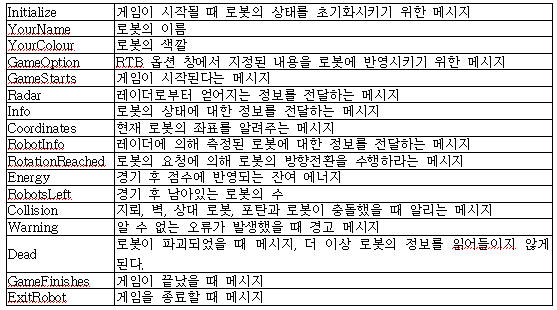 Initialize 게임이 시작될 때 로봇의 상태를 초기화시키기 위한 메시지
YourName 로봇의 이름
YourColour 로봇의 색깔
GameOption RTB 옵션 창에서 지정된 내용을 로봇에 반영시키기 위한 메시지
GameStarts 게임이 시작된다는 메시지
Radar 레이더로부터 얻어지는 정보를 전달하는 메시지
Info 로봇의 상태에 대한 정보를 전달하는 메시지
Coordinates 현재 로봇의 좌표를 알려주는 메시지
RobotInfo 레이더에 의해 측정된 로봇에 대한 정보를 전달하는 메시지
RotationReached 로봇의 요청에 의해 로봇의 방향전환을 수행하라는 메시지
Energy 경기 후 점수에 반영되는 잔여 에너지
RobotsLeft 경기 후 남아있는 로봇의 수
Collision 지뢰, 벽, 상대 로봇, 포탄과 로봇이 충돌했을 때 알리는 메시지
Warning 알 수 없는 오류가 발생했을 때 경고 메시지
Dead 로봇이 파괴되었을 때 메시지, 더 이상 로봇의 정보를 읽어들이지 않게
된다.
GameFinishes 게임이 끝났을 때 메시지
ExitRobot 게임을 종료할 때 메시지